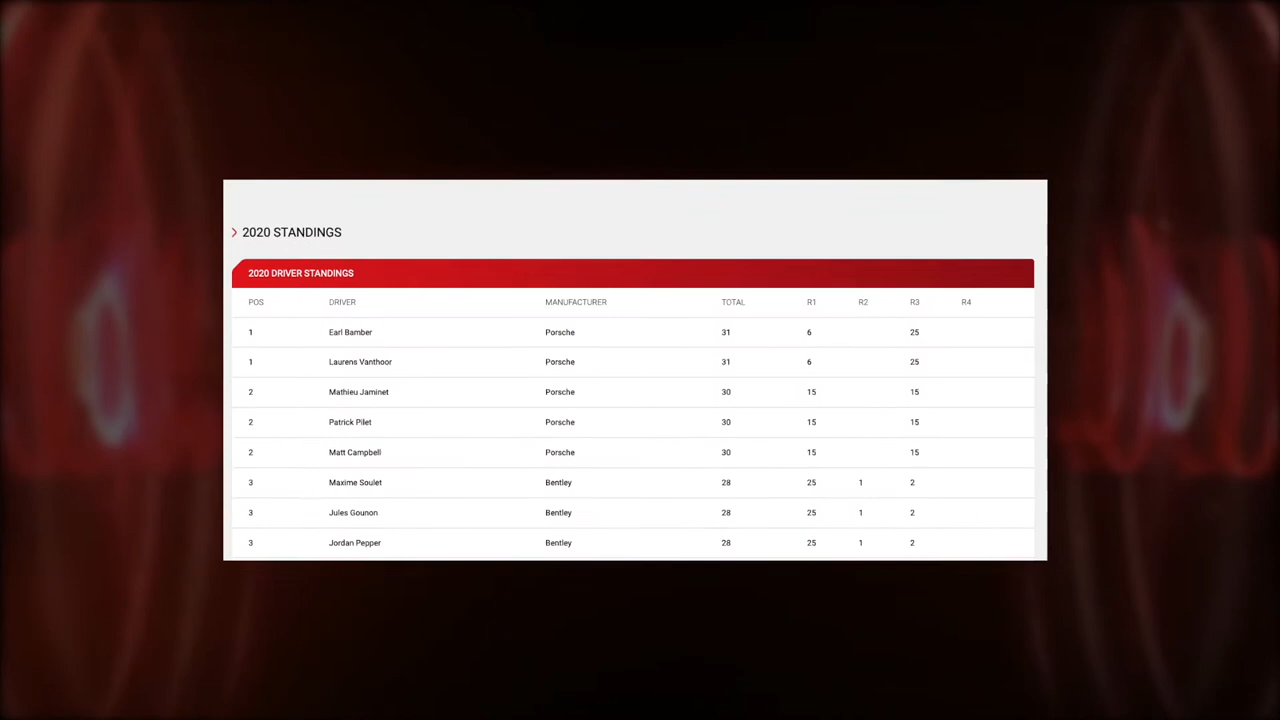 2020 STANDINGS
2020 DRIVER STANDINGS
POS DRIVER MANUFACTURER TOTAL R1 R2 R3 R4
1 Earl Bamber Porsche 31 6 25
1 Laurens Vanthoor Porsche 31 6 25
2 Mathieu Jaminet Porsche 30 15 15
2 Patrick Pilet Porsche 30 15 15
2 Matt Campbell Porsche 30 15 15
3 Maxime Soulet Bentley 28 25 1 2
3 Jules Gounon Bentley 28 25 1 2
3 Jordan Pepper Bentley 28 25 1 2